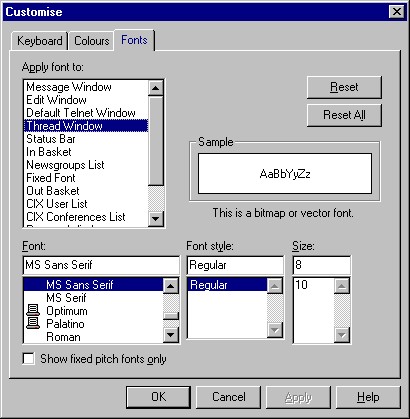 Customise
Keyboard Colours Fonts
Apply font to:
Message Window
Edit Window
Default Telnet Window
Thread Window
Status Bar
In Basket
Newsgroups List
Fixed Font
Out Basket
CIX User List
CIX Conferences List
Reset
Reset All
Sample
AaBbYyZz
This is a bitmap or vector font.
Font: Font style: Size:
MS Sans Serif Regular 8
MS Sans Serif Regular 10
MS Serif
Optimum
Palatino
Roman
Show fixed pitch fonts only
OK Cancel Apply Help